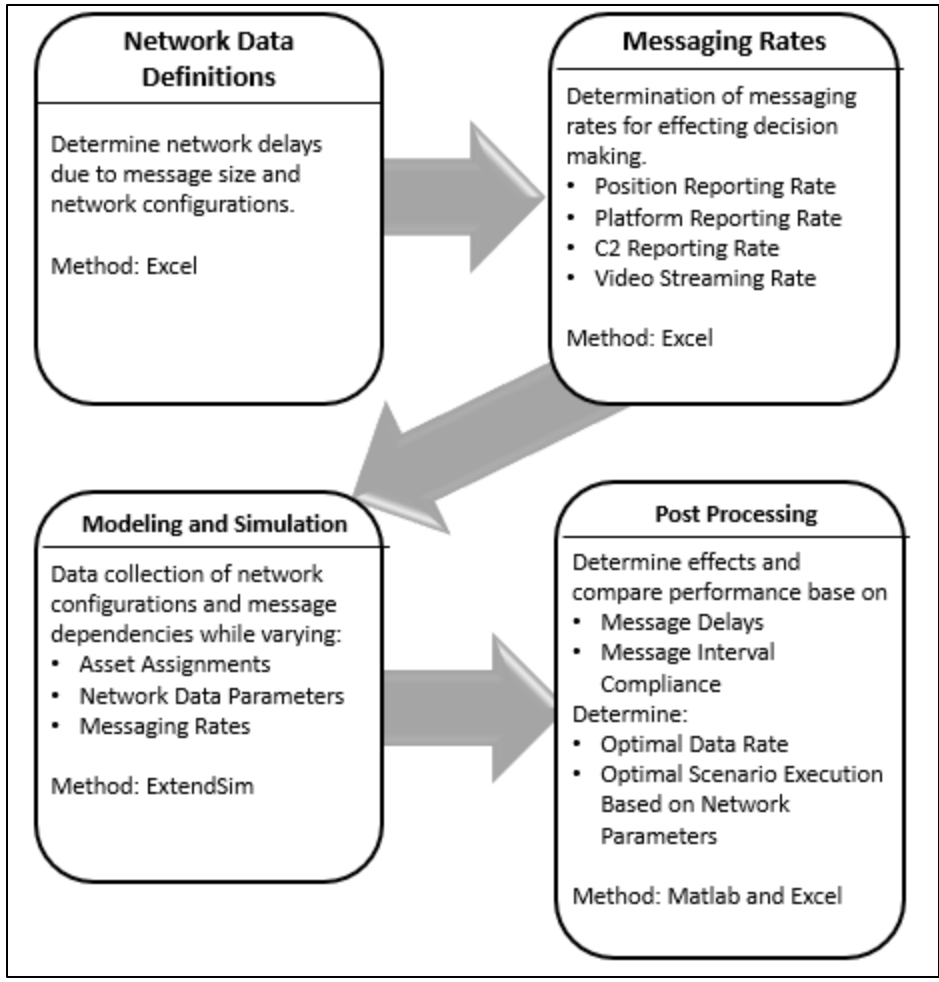 Network Data
Definitions
Determine network delays
due to message size and
network configurations.
Method: Excel
Messaging Rates
Determination of messaging
rates for effecting decision
making.
• Position Reporting Rate
• Platform Reporting Rate
• C2 Reporting Rate
• Video Streaming Rate
Method: Excel
Modeling and Simulation
Data collection of network
configurations and message
dependencies while varying:
• Asset Assignments
• Network Data Parameters
• Messaging Rates
Method: ExtendSim
Post Processing
Determine effects and
compare performance base on
• Message Delays
• Message Interval
Compliance
Determine:
• Optimal Data Rate
• Optimal Scenario Execution
Based on Network
Parameters
Method: Matlab and Excel